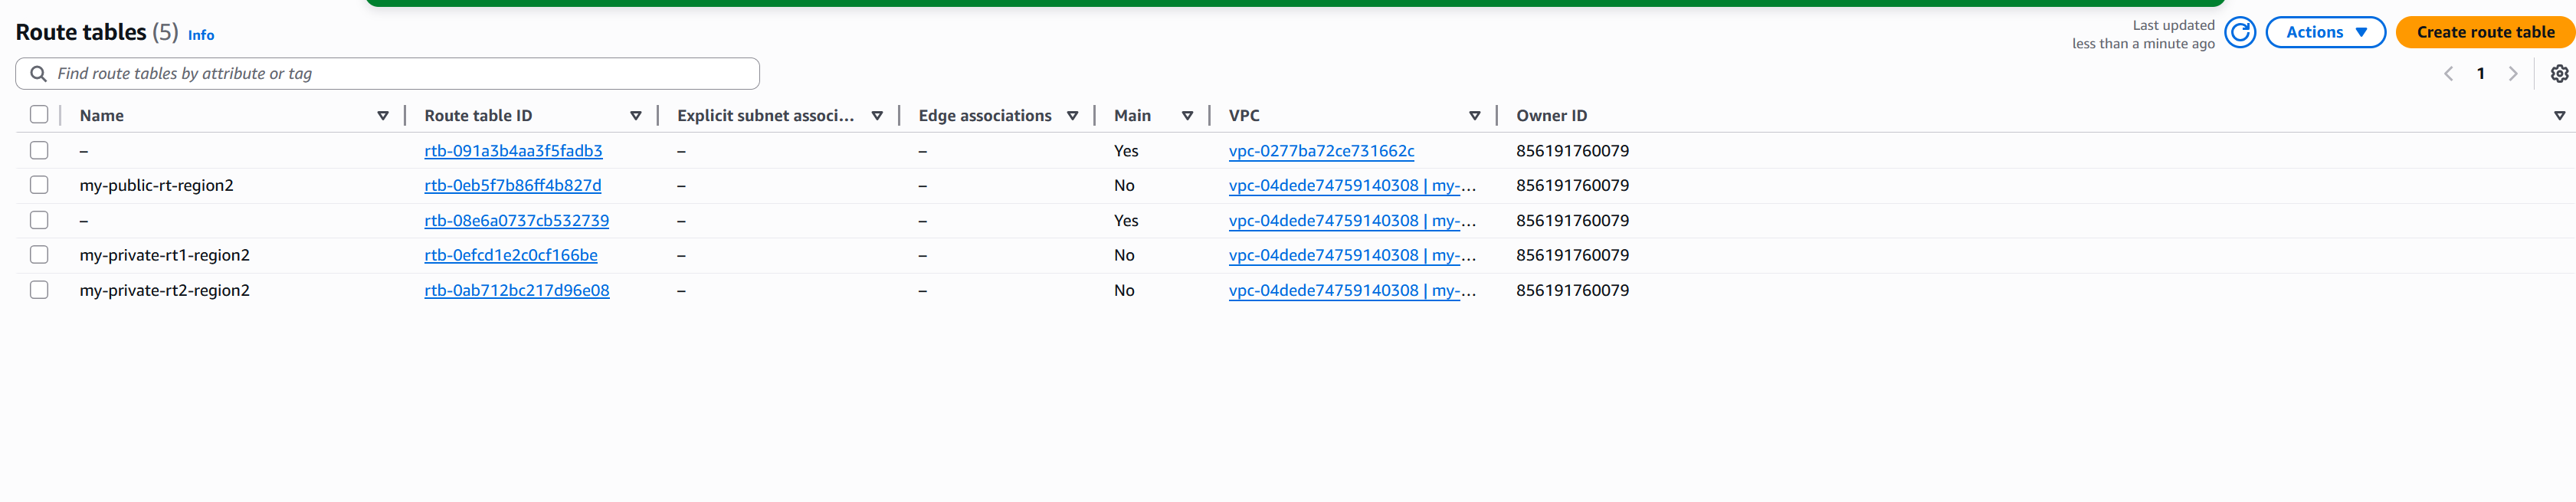 Route tables (5) Info
Last updated
less than a minute ago
Actions
Create route table
Find route tables by attribute or tag
1
Name Route table ID Explicit subnet associ... Edge associations Main VPC Owner ID
– rtb-091a3b4aa3f5fadb3 – – Yes vpc-0277ba72ce731662c 856191760079
my-public-rt-region2 rtb-0eb5f7b86ff4b827d – – No vpc-04dede74759140308 | my-... 856191760079
– rtb-08e6a0737cb532739 – – Yes vpc-04dede74759140308 | my-... 856191760079
my-private-rt1-region2 rtb-0efcd1e2c0cf166be – – No vpc-04dede74759140308 | my-... 856191760079
my-private-rt2-region2 rtb-0ab712bc217d96e08 – – No vpc-04dede74759140308 | my-... 856191760079